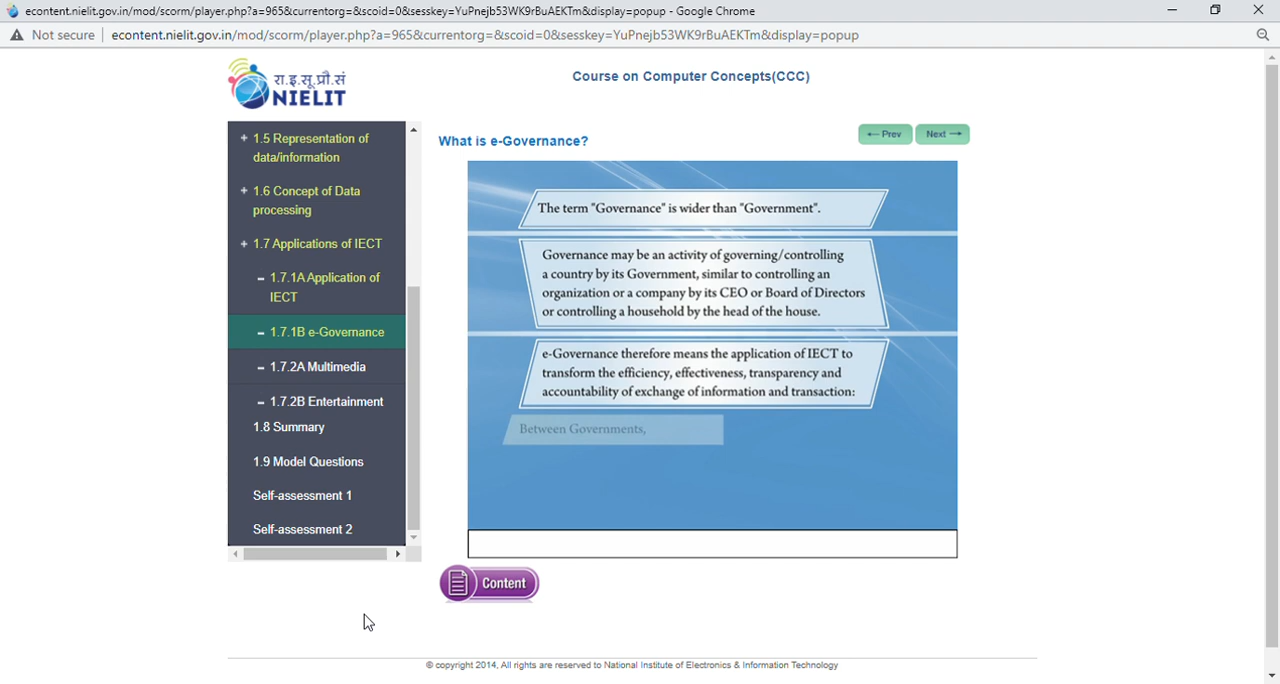 econtent.nielit.gov.in/mod/scorm/player.php?a=965&currentorg=&scoid=0&sesskey=YuPnejb53WK9rBuAEKTm&display=popup - Google Chrome
Not secure | econtent.nielit.gov.in/mod/scorm/player.php?a=965&currentorg=&scoid=0&sesskey=YuPnejb53WK9rBuAEKTm&display=popup
रा.इ.सू.प्रौ.सं
NIELIT
Course on Computer Concepts(CCC)
+ 1.5 Representation of
data/information
+ 1.6 Concept of Data
processing
+ 1.7 Applications of IECT
- 1.7.1A Application of
IECT
- 1.7.1B e-Governance
- 1.7.2A Multimedia
- 1.7.2B Entertainment
1.8 Summary
1.9 Model Questions
Self-assessment 1
Self-assessment 2
What is e-Governance?
← Prev
Next →
The term "Governance" is wider than "Government".
Governance may be an activity of governing/controlling
a country by its Government, similar to controlling an
organization or a company by its CEO or Board of Directors
or controlling a household by the head of the house.
e-Governance therefore means the application of IECT to
transform the efficiency, effectiveness, transparency and
accountability of exchange of information and transaction:
Between Governments,
Content
© copyright 2014, All rights are reserved to National Institute of Electronics & Information Technology